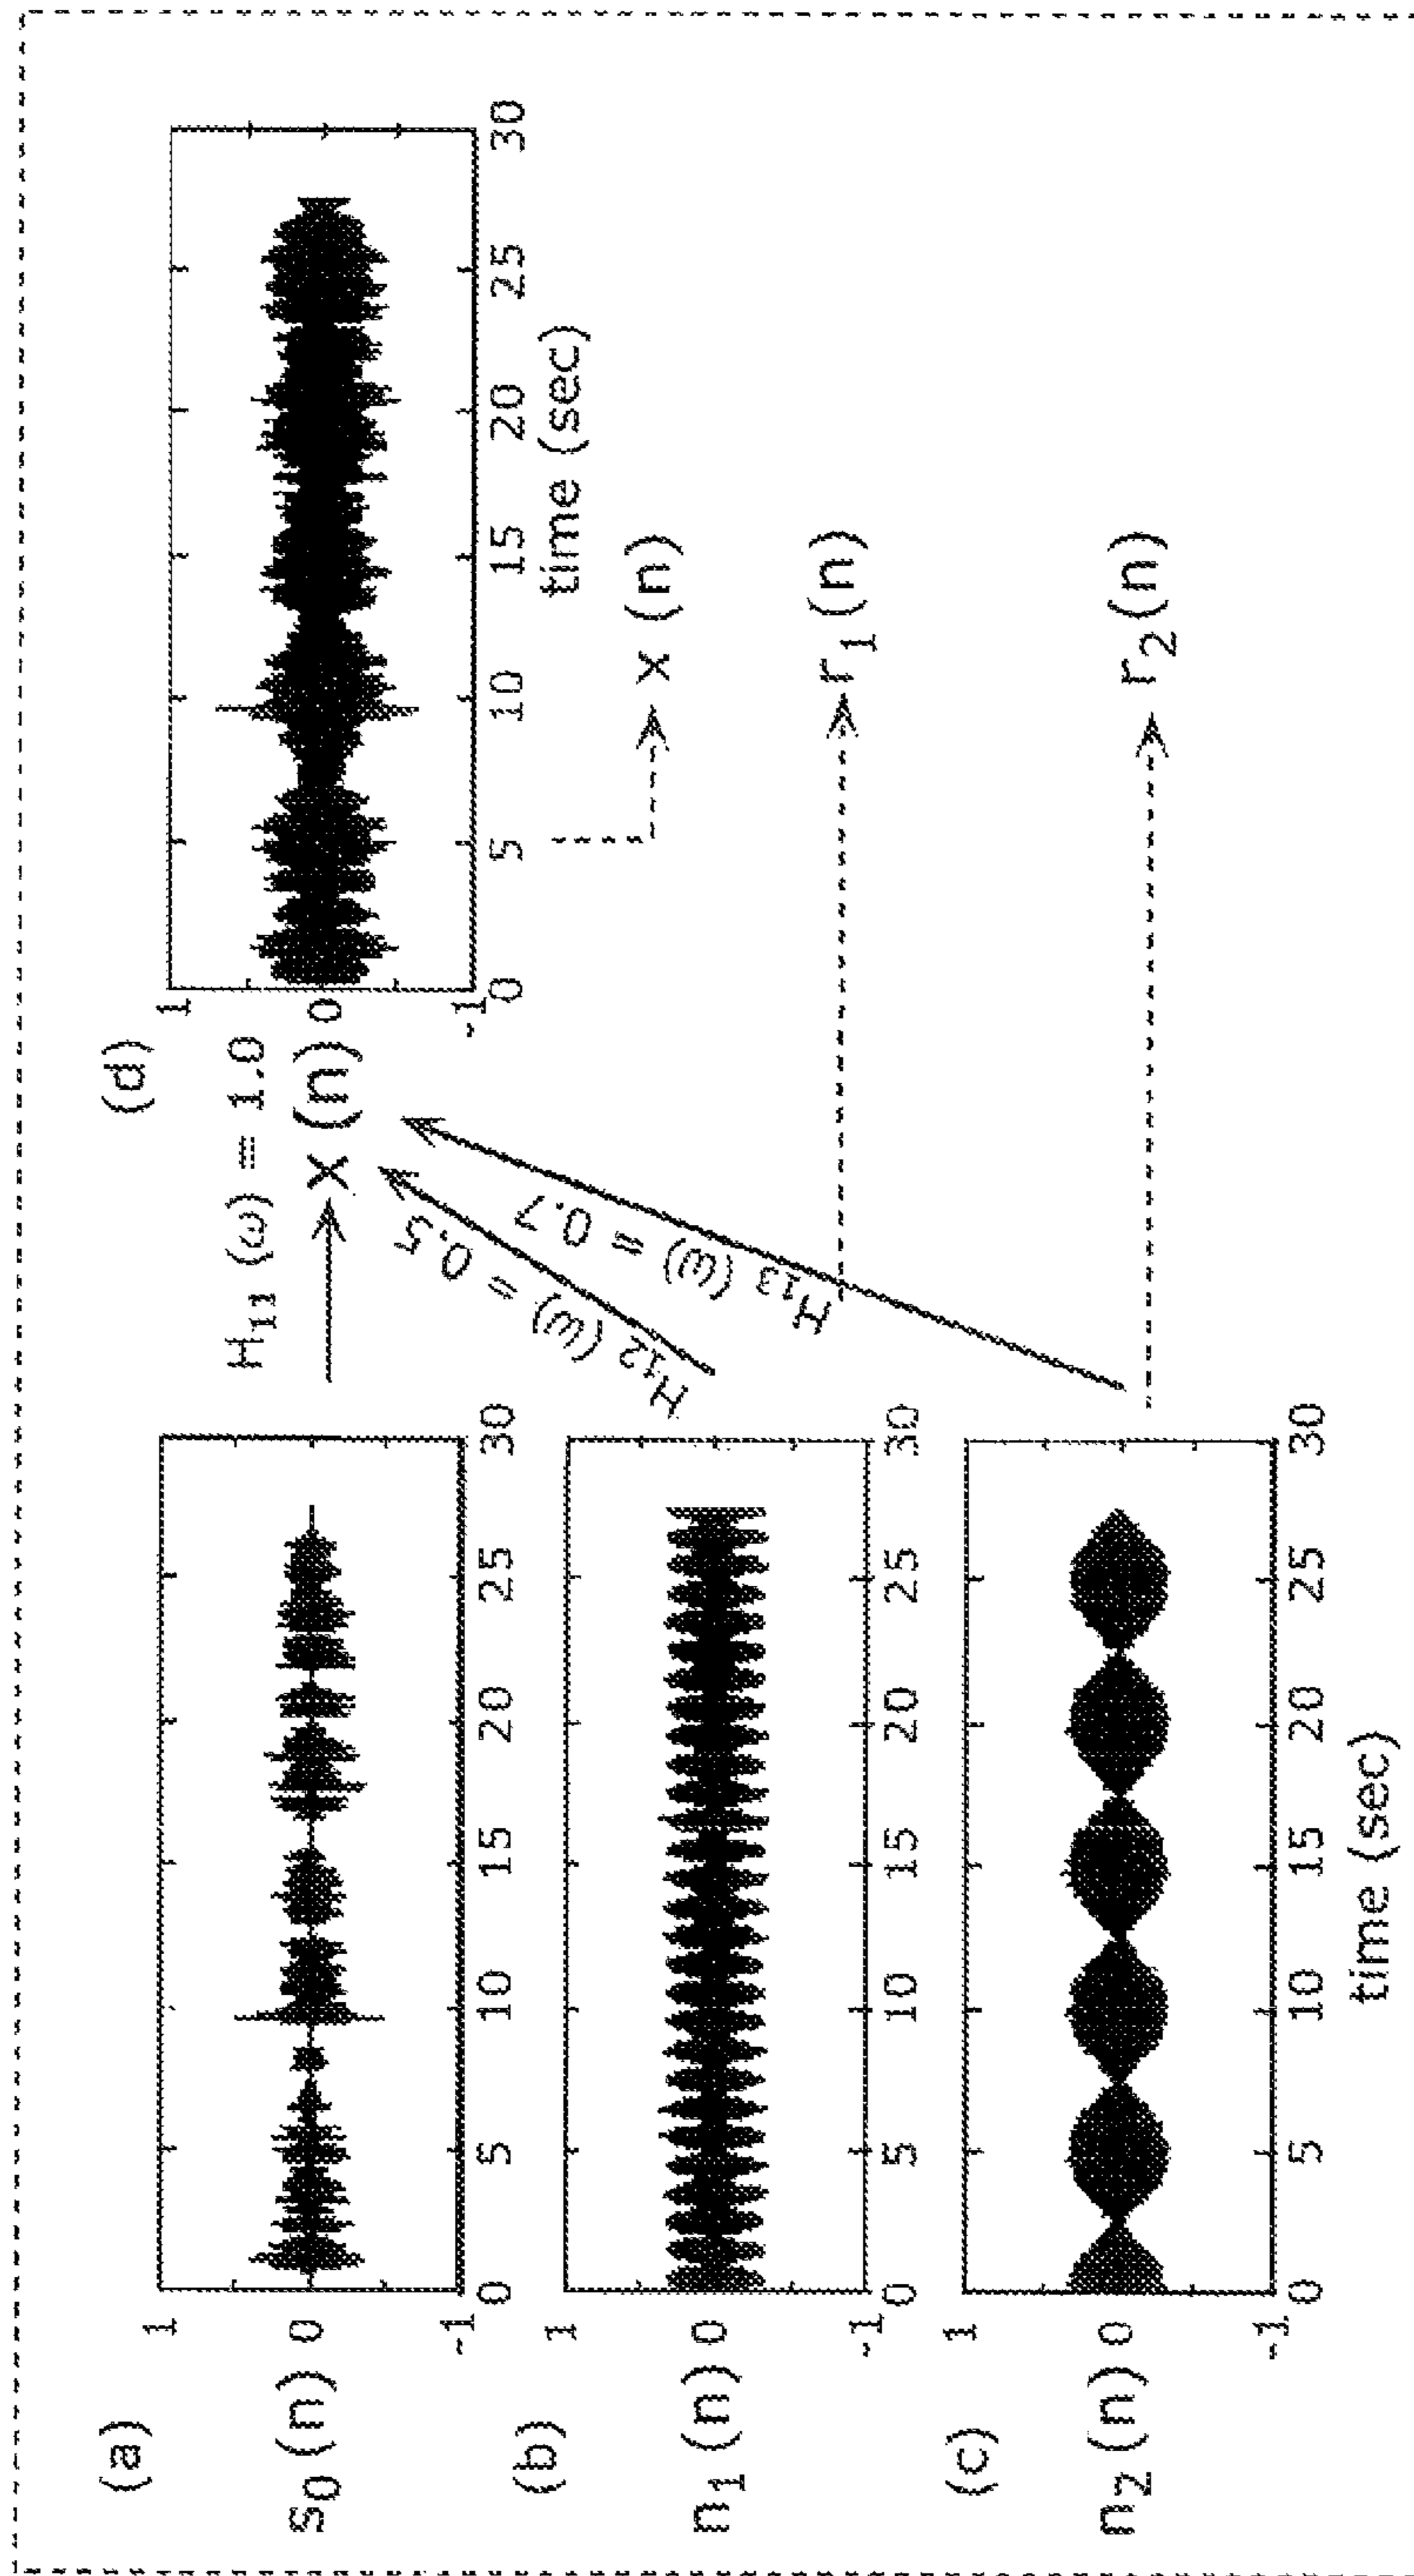 (a)
s0 (n)
1
0
-1
0 5 10 15 20 25 30
(b)
n1 (n)
1
0
-1
0 5 10 15 20 25 30
(c)
n2 (n)
1
0
-1
0 5 10 15 20 25 30
time (sec)
H11 (ω) = 1.0
H12 (ω) = 0.5
H13 (ω) = 0.7
(d)
x (n)
1
0
-1
0 5 10 15 20 25 30
time (sec)
x (n)
r1 (n)
r2 (n)